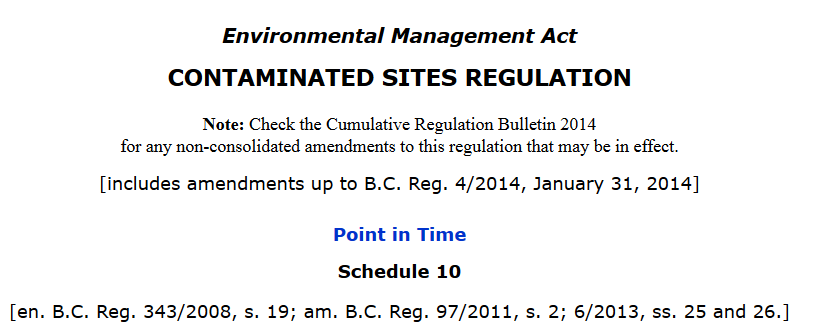 Environmental Management Act
CONTAMINATED SITES REGULATION
Note: Check the Cumulative Regulation Bulletin 2014
for any non-consolidated amendments to this regulation that may be in effect.
[includes amendments up to B.C. Reg. 4/2014, January 31, 2014]
Point in Time
Schedule 10
[en. B.C. Reg. 343/2008, s. 19; am. B.C. Reg. 97/2011, s. 2; 6/2013, ss. 25 and 26.]